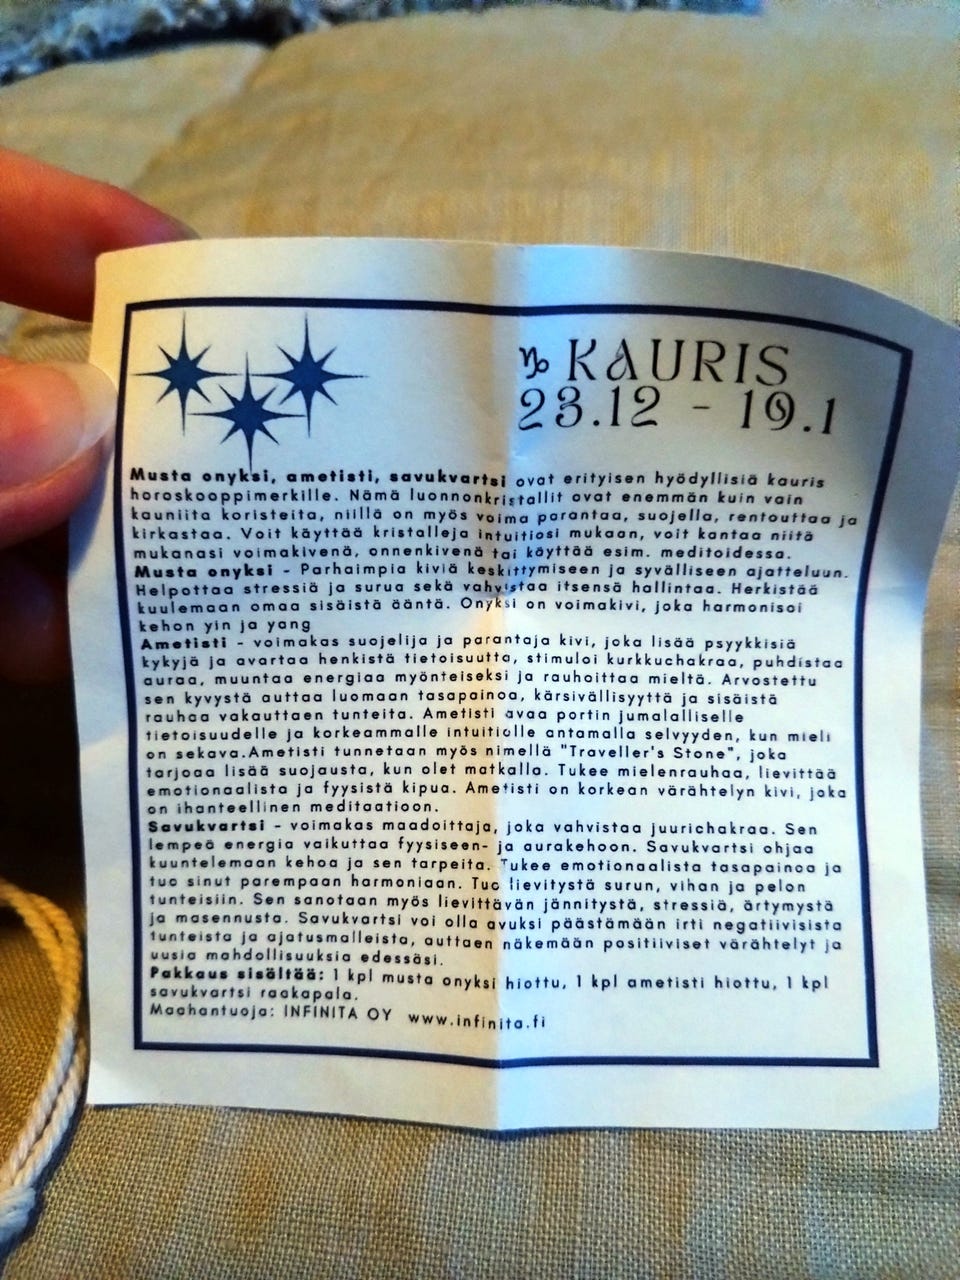 ♑ KAURIS
23.12 - 19.1
Musta onyksi, ametisti, savukvartsi ovat erityisen hyödyllisiä kauris
horoskooppimerkille. Nämä luonnonkristallit ovat enemmän kuin vain
kauniita koristeita, niillä on myös voima parantaa, suojella, rentouttaa ja
kirkastaa. Voit käyttää kristalleja intuitiosi mukaan, voit kantaa niitä
mukanasi voimakivenä, onnenkivenä tai käyttää esim. meditoidessa.
Musta onyksi - Parhaimpia kiviä keskittymiseen ja syvälliseen ajatteluun.
Helpottaa stressiä ja surua sekä vahvistaa itsensä hallintaa. Herkistää
kuulemaan omaa sisäistä ääntä. Onyksi on voimakivi, joka harmonisoi
kehon yin ja yang
Ametisti - voimakas suojelija ja parantaja kivi, joka lisää psyykkisiä
kykyjä ja avartaa henkistä tietoisuutta, stimuloi kurkkuchakraa, puhdistaa
auraa, muuntaa energiaa myönteiseksi ja rauhoittaa mieltä. Arvostettu
sen kyvystä auttaa luomaan tasapainoa, kärsivällisyyttä ja sisäistä
rauhaa vakauttaen tunteita. Ametisti avaa portin jumalalliselle
tietoisuudelle ja korkeammalle intuitiolle antamalla selvyyden, kun mieli
on sekava.Ametisti tunnetaan myös nimellä "Traveller's Stone", joka
tarjoaa lisää suojausta, kun olet matkalla. Tukee mielenrauhaa, lievittää
emotionaalista ja fyysistä kipua. Ametisti on korkean värähtelyn kivi, joka
on ihanteellinen meditaatioon.
Savukvartsi - voimakas maadoittaja, joka vahvistaa juurichakraa. Sen
lempeä energia vaikuttaa fyysiseen- ja aurakehoon. Savukvartsi ohjaa
kuuntelemaan kehoa ja sen tarpeita. Tukee emotionaalista tasapainoa ja
tuo sinut parempaan harmoniaan. Tuo lievitystä surun, vihan ja pelon
tunteisiin. Sen sanotaan myös lievittävän jännitystä, stressiä, ärtymystä
ja masennusta. Savukvartsi voi olla avuksi päästämään irti negatiivisista
tunteista ja ajatusmalleista, auttaen näkemään positiiviset värähtelyt ja
uusia mahdollisuuksia edessäsi.
Pakkaus sisältää: 1 kpl musta onyksi hiottu, 1 kpl ametisti hiottu, 1 kpl
savukvartsi raakapala.
Maahantuoja: INFINITA OY www.infinita.fi